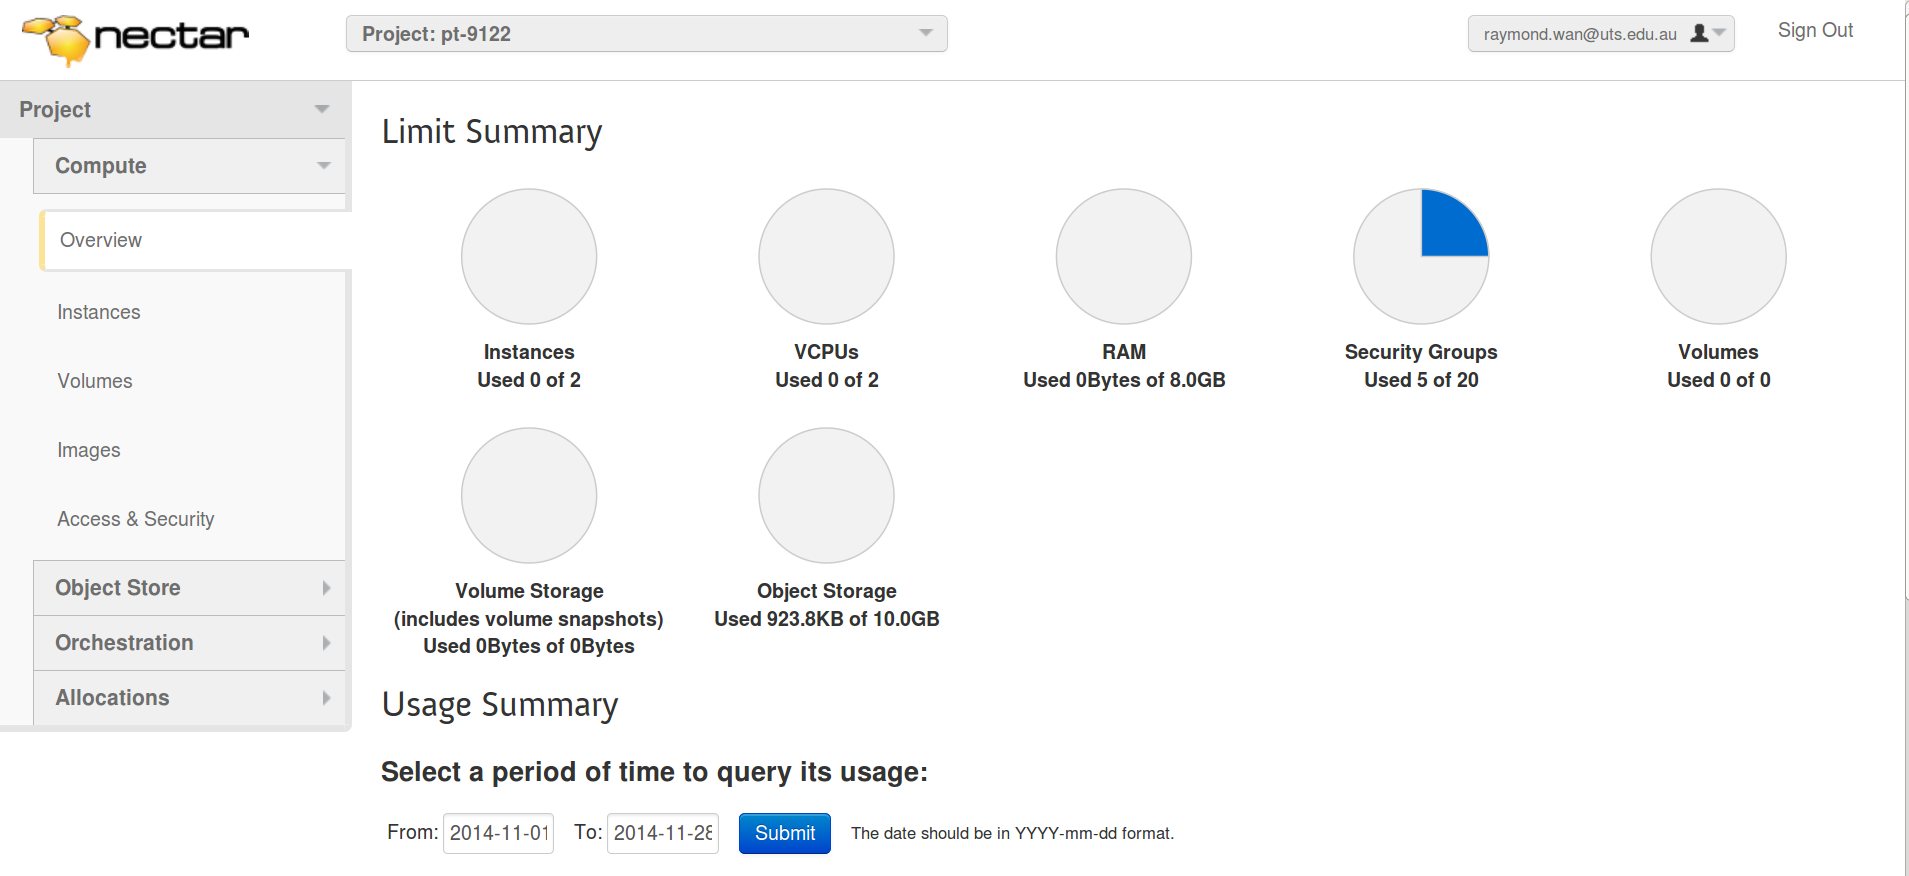 nectar
Project: pt-9122
raymond.wan@uts.edu.au
Sign Out
Project
Compute
Overview
Instances
Volumes
Images
Access & Security
Object Store
Orchestration
Allocations
Limit Summary
Instances
Used 0 of 2
VCPUs
Used 0 of 2
RAM
Used 0Bytes of 8.0GB
Security Groups
Used 5 of 20
Volumes
Used 0 of 0
Volume Storage
(includes volume snapshots)
Used 0Bytes of 0Bytes
Object Storage
Used 923.8KB of 10.0GB
Usage Summary
Select a period of time to query its usage:
From: 2014-11-01 To: 2014-11-28 Submit The date should be in YYYY-mm-dd format.